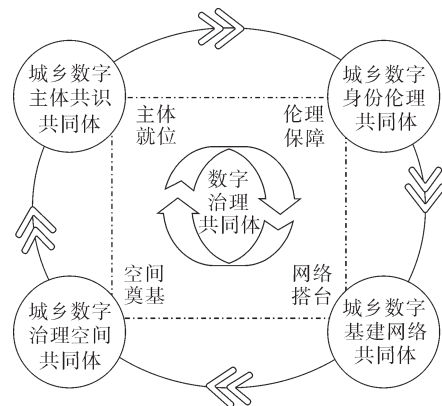 城乡数字
主体共识
共同体
城乡数字
身份伦理
共同体
主体
就位
伦理
保障
数字
治理
共同体
空间
奠基
网络
搭台
城乡数字
治理空间
共同体
城乡数字
基建网络
共同体